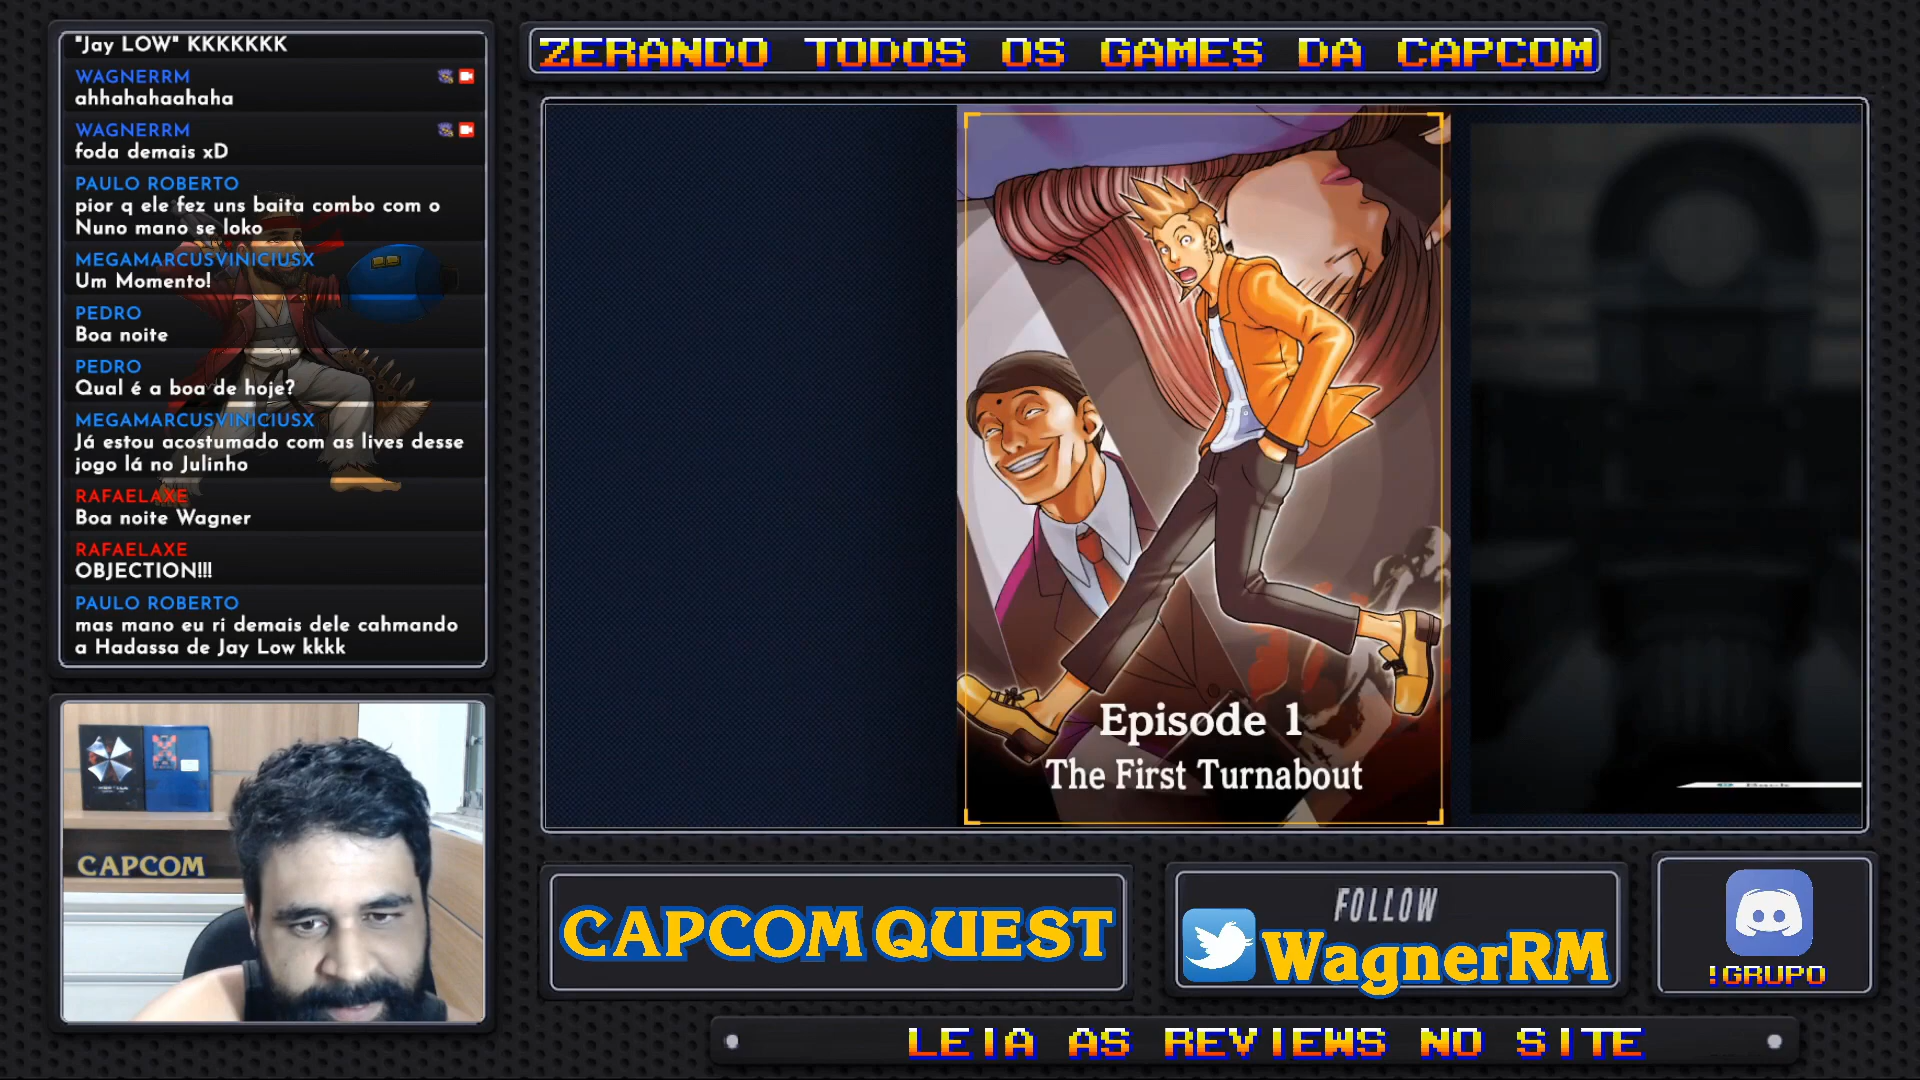 "Jay LOW" KKKKKKK
WAGNERRM
ahhahahaahaha
WAGNERRM
foda demais xD
PAULO ROBERTO
pior q ele fez uns baita combo com o
Nuno mano se loko
MEGAMARCUSVINICIUSX
Um Momento!
PEDRO
Boa noite
PEDRO
Qual é a boa de hoje?
MEGAMARCUSVINICIUSX
Já estou acostumado com as lives desse
jogo lá no Julinho
RAFAELAXE
Boa noite Wagner
RAFAELAXE
OBJECTION!!!
PAULO ROBERTO
mas mano eu ri demais dele cahmando
a Hadassa de Jay Low kkkk
CAPCOM
ZERANDO TODOS OS GAMES DA CAPCOM
Episode 1
The First Turnabout
CAPCOM QUEST
FOLLOW
WagnerRM
!GRUPO
LEIA AS REVIEWS NO SITE